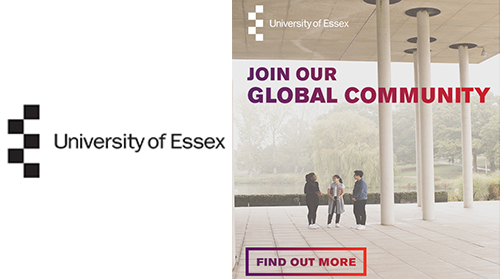 University of Essex
University of Essex
JOIN OUR
GLOBAL COMMUNITY
FIND OUT MORE